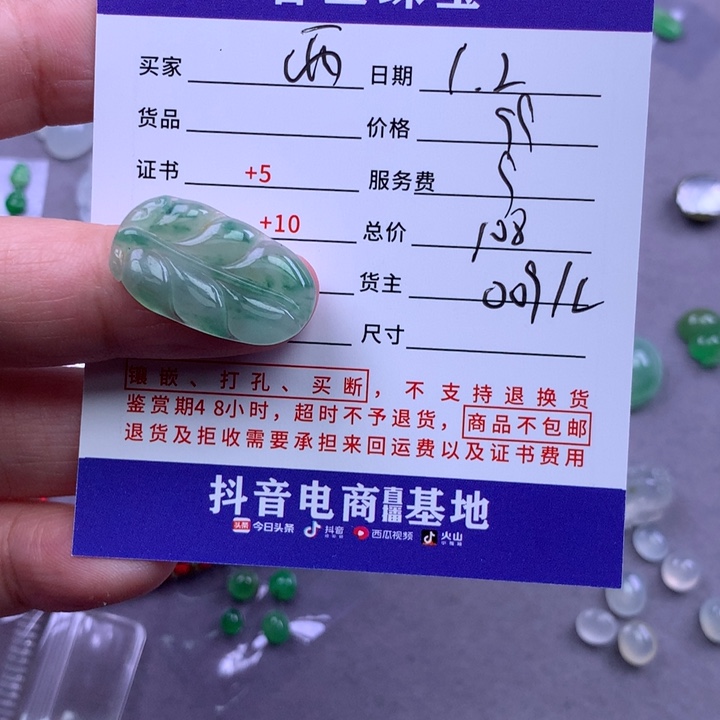 买家 日期 1.2
货品 价格
证书 +5 服务费 5
+10 总价 108
货主 00916
尺寸
镶嵌、打孔、买断，不支持退换货
鉴赏期48小时，超时不予退货，商品不包邮
退货及拒收需要承担来回运费以及证书费用
抖音电商直播基地
头条 今日头条 抖音 西瓜视频 火山